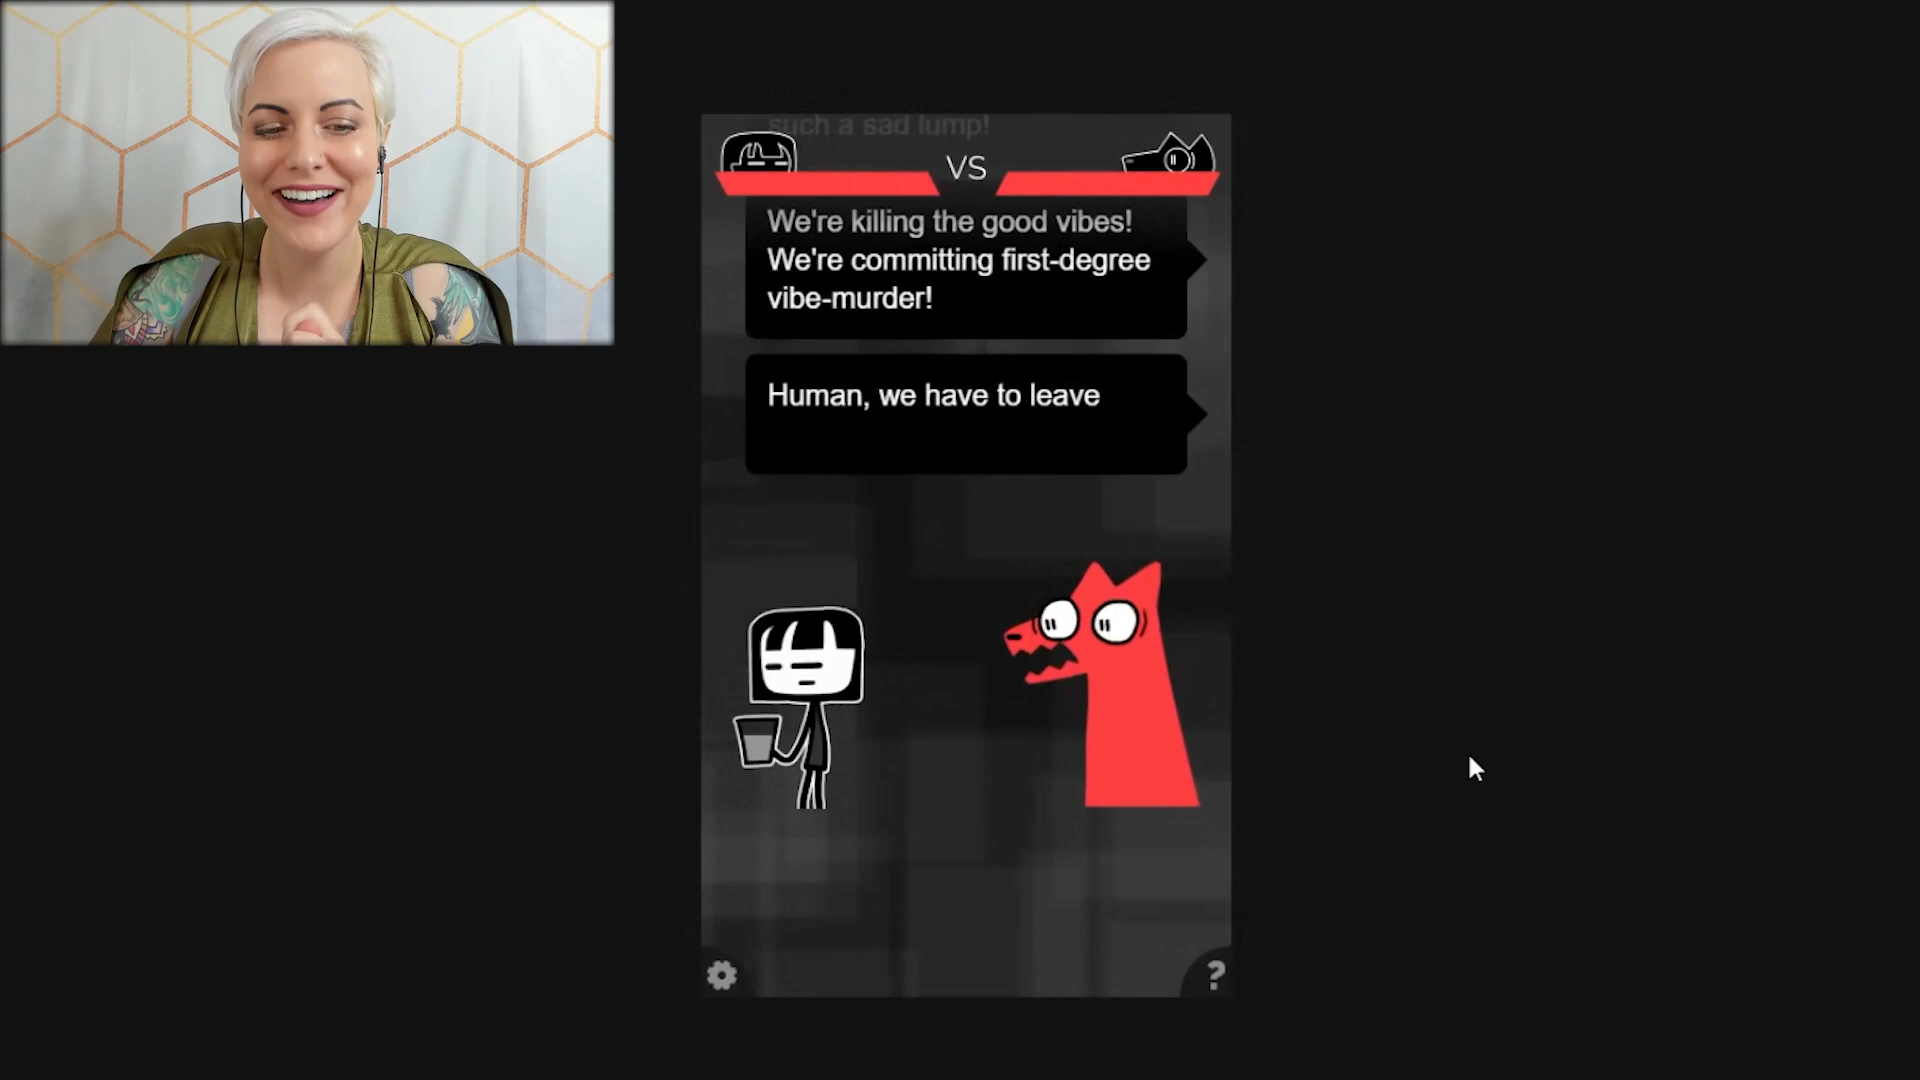 such a sad lump!
VS
We're killing the good vibes!
We're committing first-degree
vibe-murder!
Human, we have to leave
?